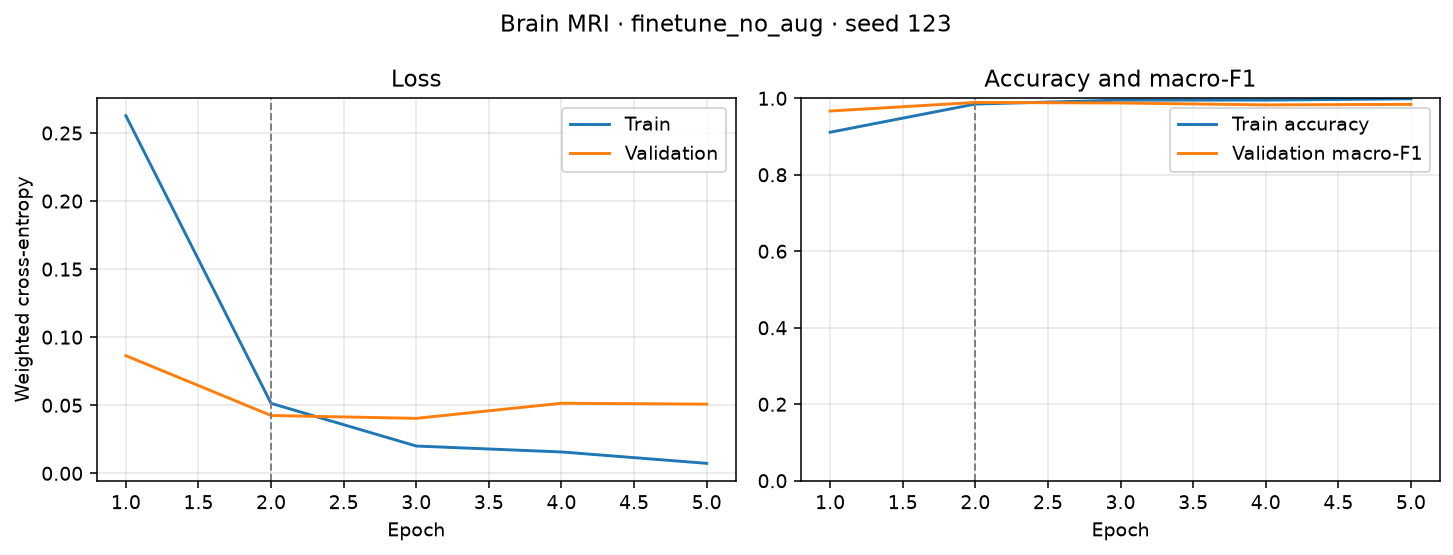 Brain MRI · finetune_no_aug · seed 123
Loss
Weighted cross-entropy
0.25
0.20
0.15
0.10
0.05
0.00
Train
Validation
1.0 1.5 2.0 2.5 3.0 3.5 4.0 4.5 5.0
Epoch
Accuracy and macro-F1
1.0
0.8
0.6
0.4
0.2
0.0
Train accuracy
Validation macro-F1
1.0 1.5 2.0 2.5 3.0 3.5 4.0 4.5 5.0
Epoch